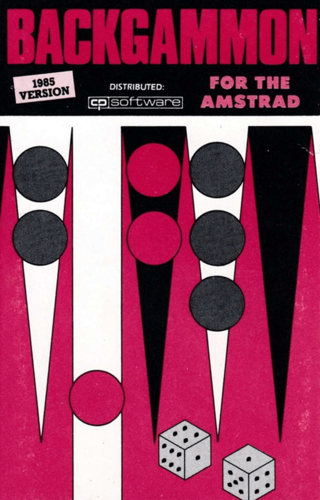 BACKGAMMON
1985
VERSION
DISTRIBUTED:
cp software
FOR THE
AMSTRAD